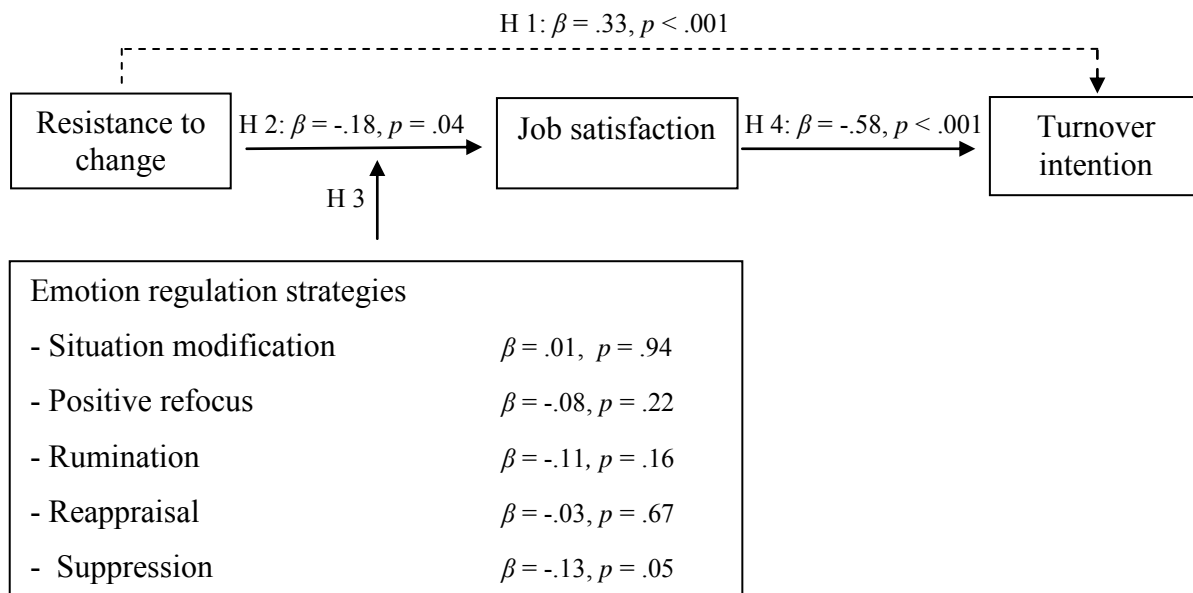 H 1: β = .33, p < .001
Resistance to
change
H 2: β = -.18, p = .04
Job satisfaction
H 4: β = -.58, p < .001
Turnover
intention
H 3
Emotion regulation strategies
- Situation modification β = .01, p = .94
- Positive refocus β = -.08, p = .22
- Rumination β = -.11, p = .16
- Reappraisal β = -.03, p = .67
- Suppression β = -.13, p = .05